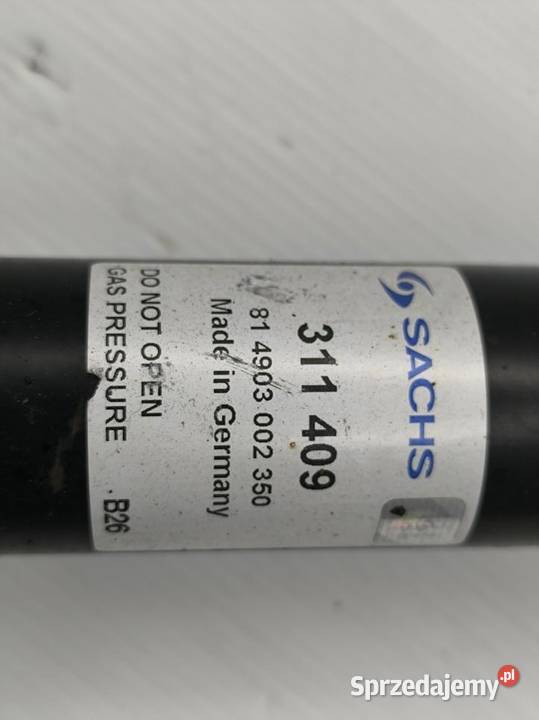 SACHS
311 409
81 4903 002 350
Made in Germany
DO NOT OPEN
GAS PRESSURE
. B26
Sprzedajemy.pl